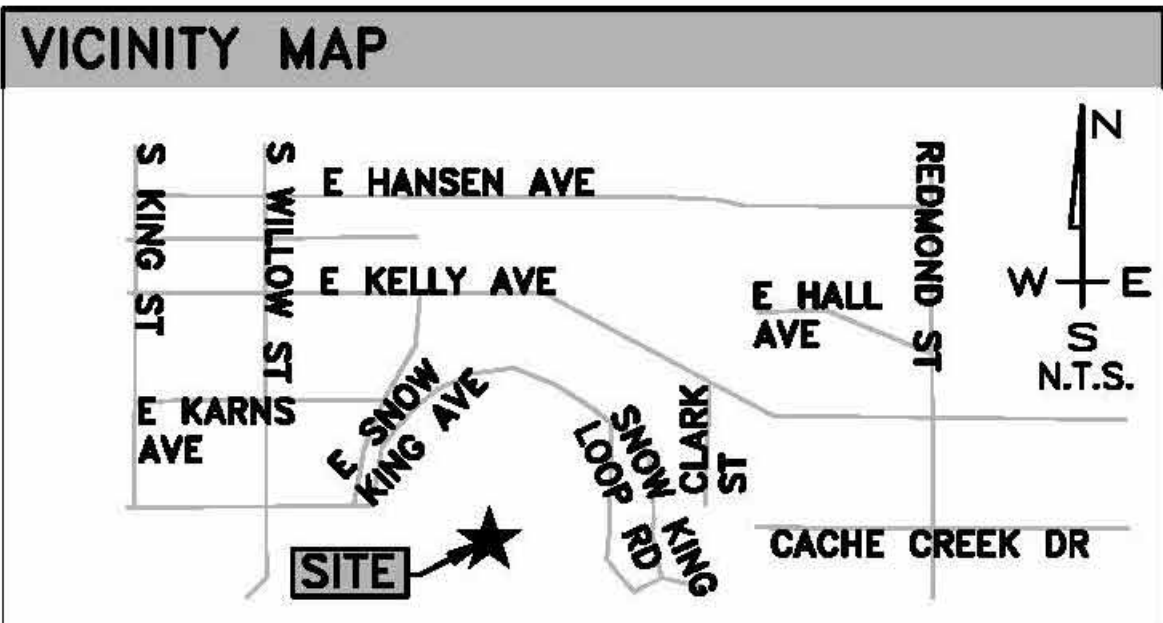 VICINITY MAP
S KING ST
S WILLOW ST
E HANSEN AVE
REDMOND ST
N
W E
S
N.T.S.
E KELLY AVE
E HALL
AVE
E KARNS
AVE
E SNOW
KING AVE
SNOW KING
LOOP RD
CLARK
ST
SITE
CACHE CREEK DR